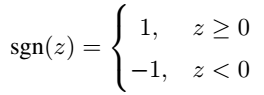 sgn(z) = { 1, z ≥ 0
−1, z < 0